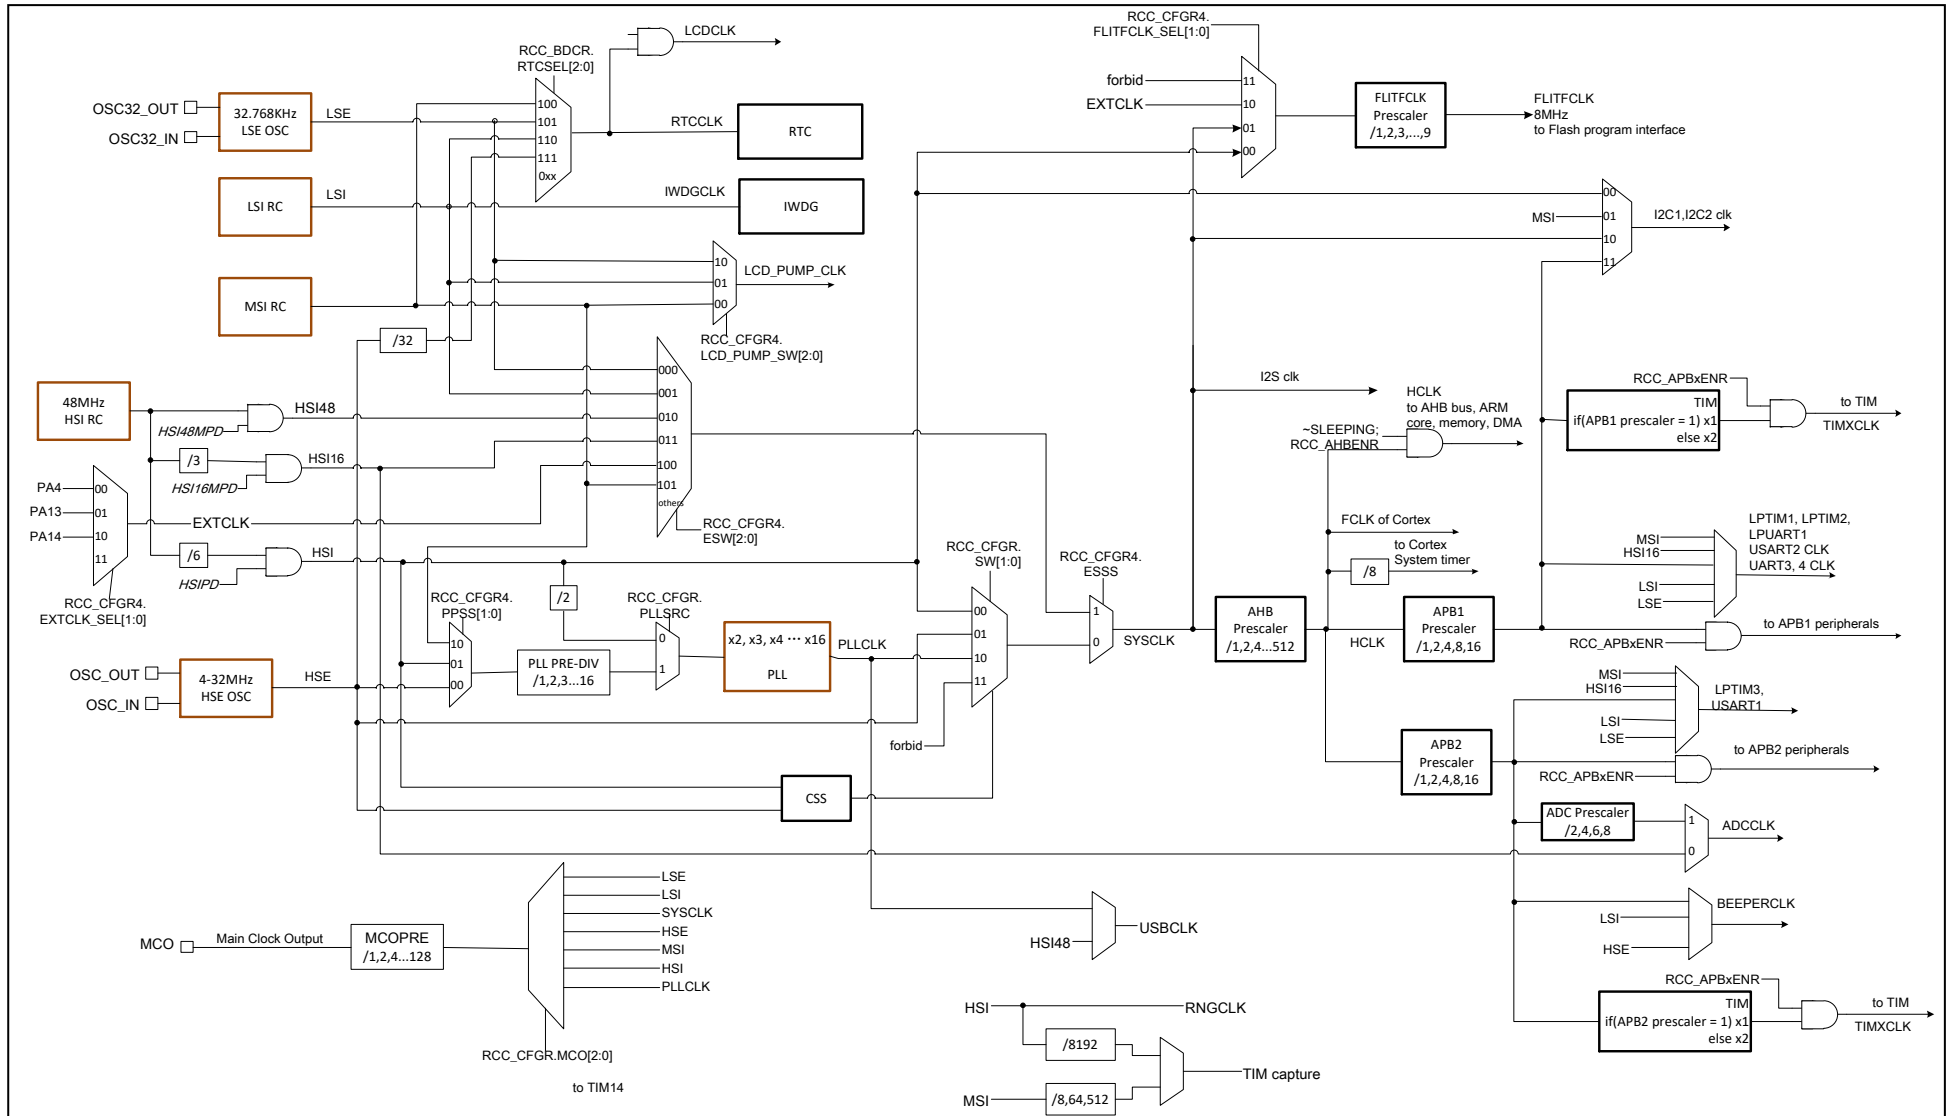 RCC_BDCR.
RTCSEL[2:0]
LCDCLK
RCC_CFGR4.
FLITFCLK_SEL[1:0]
OSC32_OUT
OSC32_IN
32.768KHz
LSE OSC
LSE
100
101
110
111
0xx
RTCCLK
RTC
forbid
EXTCLK
11
10
01
00
FLITFCLK
Prescaler
/1,2,3,...,9
FLITFCLK
8MHz
to Flash program interface
LSI RC
LSI
IWDGCLK
IWDG
00
MSI
01
10
11
I2C1,I2C2 clk
MSI RC
10
01
00
LCD_PUMP_CLK
RCC_CFGR4.
LCD_PUMP_SW[2:0]
/32
48MHz
HSI RC
HSI48MPD
HSI48
/3
HSI16MPD
HSI16
000
001
010
011
100
101
others
RCC_CFGR4.
ESW[2:0]
I2S clk
HCLK
to AHB bus, ARM
core, memory, DMA
~SLEEPING;
RCC_AHBENR
RCC_APBxENR
TIM
if(APB1 prescaler = 1) x1
else x2
to TIM
TIMXCLK
PA4
PA13
PA14
00
01
10
11
EXTCLK
RCC_CFGR4.
EXTCLK_SEL[1:0]
/6
HSIPD
HSI
/2
FCLK of Cortex
to Cortex
System timer
/8
MSI
HSI16
LSI
LSE
LPTIM1, LPTIM2,
LPUART1
USART2 CLK
UART3, 4 CLK
RCC_CFGR4.
PPSS[1:0]
10
01
00
PLL PRE-DIV
/1,2,3...16
RCC_CFGR.
PLLSRC
0
1
x2, x3, x4 ··· x16
PLL
PLLCLK
RCC_CFGR.
SW[1:0]
00
01
10
11
forbid
RCC_CFGR4.
ESSS
1
0
SYSCLK
AHB
Prescaler
/1,2,4...512
HCLK
APB1
Prescaler
/1,2,4,8,16
RCC_APBxENR
to APB1 peripherals
OSC_OUT
OSC_IN
4-32MHz
HSE OSC
HSE
CSS
APB2
Prescaler
/1,2,4,8,16
MSI
HSI16
LSI
LSE
LPTIM3,
USART1
RCC_APBxENR
to APB2 peripherals
ADC Prescaler
/2,4,6,8
1
0
ADCCLK
MCO
Main Clock Output
MCOPRE
/1,2,4...128
LSE
LSI
SYSCLK
HSE
MSI
HSI
PLLCLK
RCC_CFGR.MCO[2:0]
to TIM14
HSI48
USBCLK
LSI
HSE
BEEPERCLK
HSI
RNGCLK
/8192
MSI
/8,64,512
TIM capture
RCC_APBxENR
TIM
if(APB2 prescaler = 1) x1
else x2
to TIM
TIMXCLK